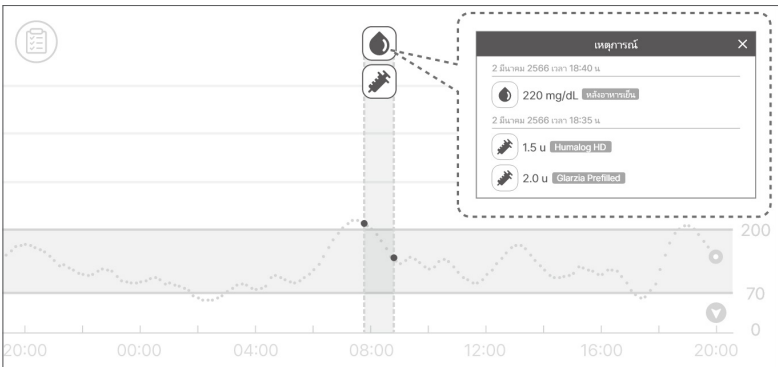 เหตุการณ์
2 มีนาคม 2566 เวลา 18:40 น
220 mg/dL หลังอาหารเย็น
2 มีนาคม 2566 เวลา 18:35 น
1.5 u Humalog HD
2.0 u Glarzia Prefilled
200
70
0
20:00 00:00 04:00 08:00 12:00 16:00 20:00